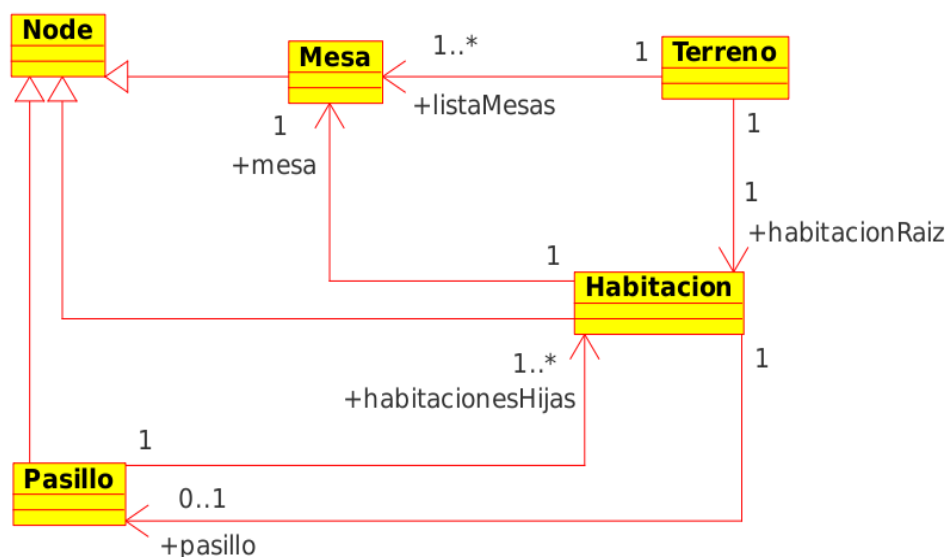 Node
Mesa
1..*
1
Terreno
+listaMesas
1
+mesa
1
1
+habitacionRaiz
1
Habitacion
1..*
+habitacionesHijas
1
1
Pasillo
0..1
+pasillo